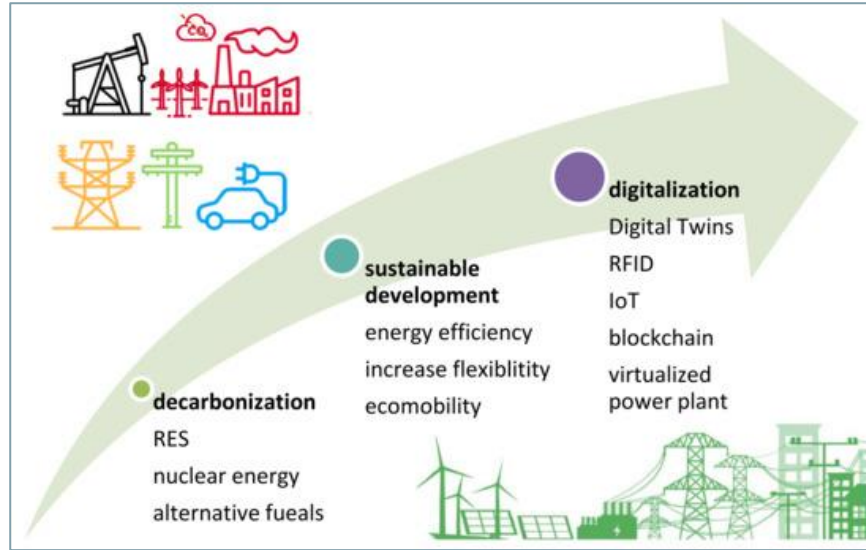 CO₂
decarbonization
RES
nuclear energy
alternative fueals
sustainable
development
energy efficiency
increase flexiblitity
ecomobility
digitalization
Digital Twins
RFID
IoT
blockchain
virtualized
power plant